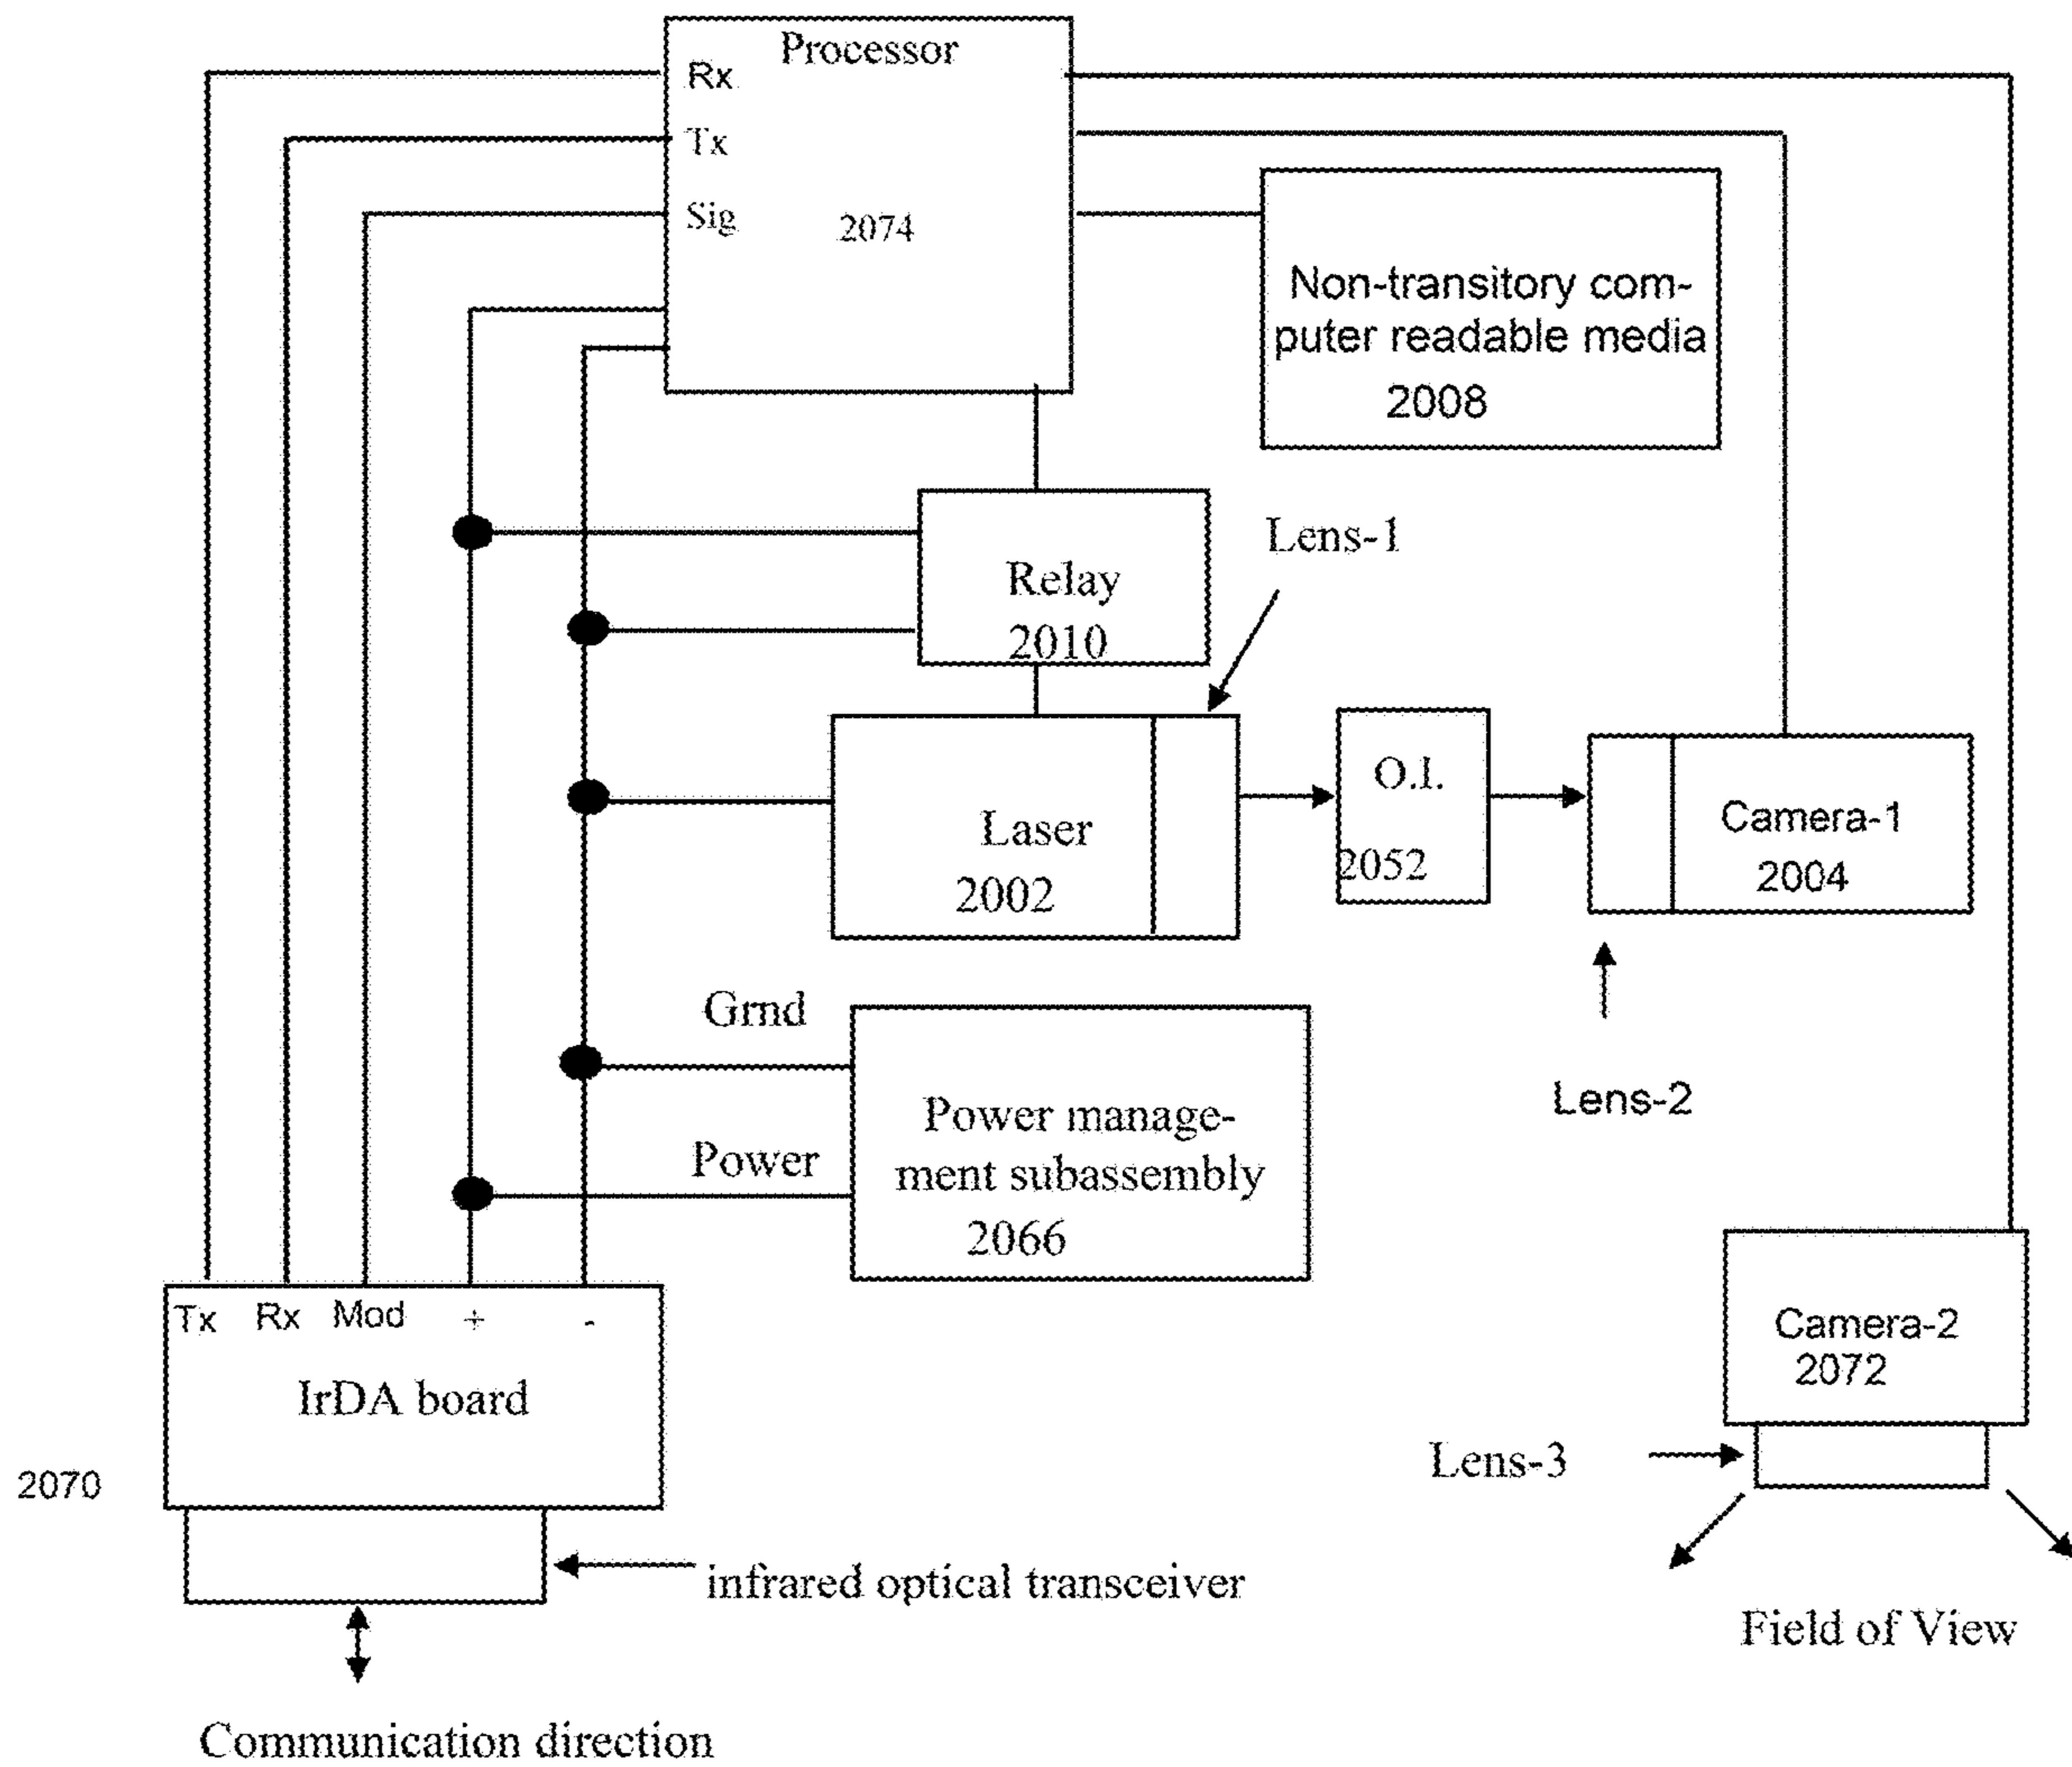 Processor
Rx
Tx
Sig
2074
Non-transitory com-
puter readable media
2008
Lens-1
Relay
2010
O.I.
2052
Laser
2002
Camera-1
2004
Grnd
Power
Power manage-
ment subassembly
2066
Lens-2
Tx Rx Mod + -
IrDA board
2070
Camera-2
2072
Lens-3
infrared optical transceiver
Field of View
Communication direction